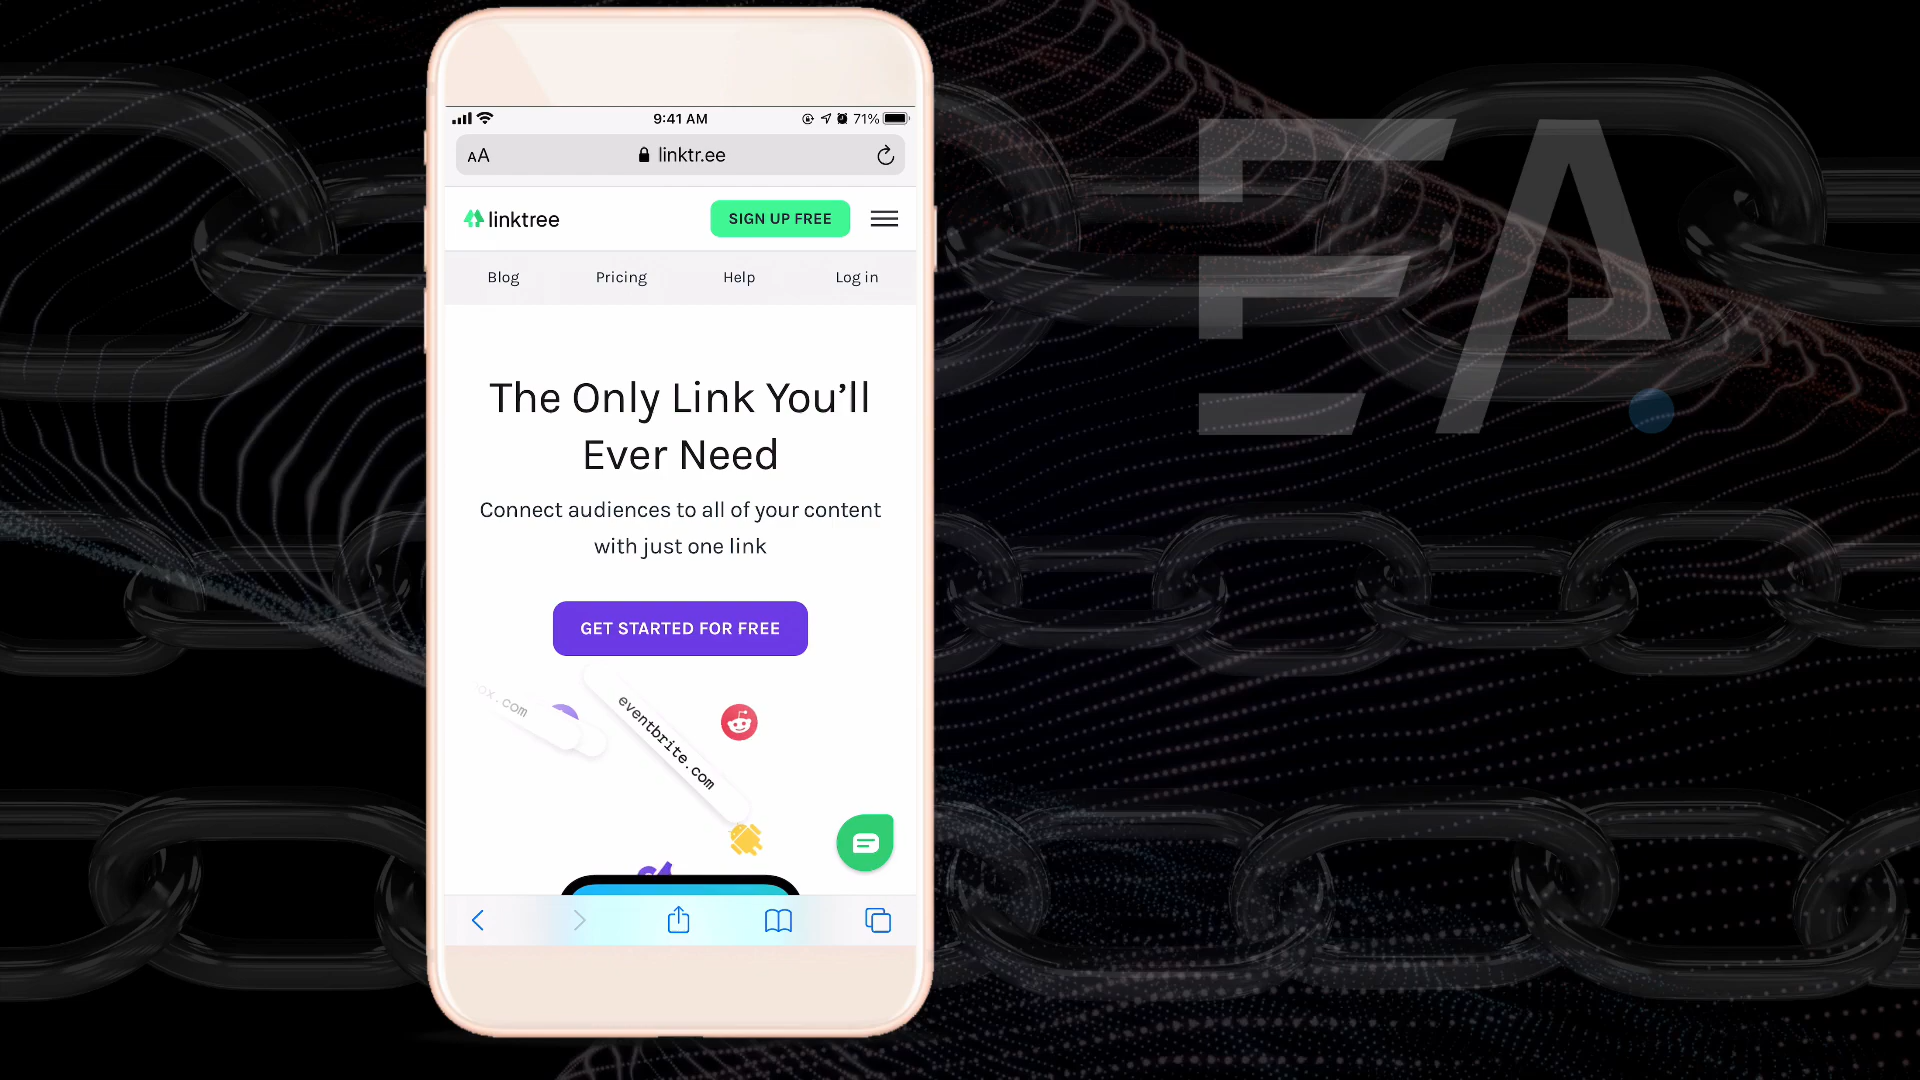 9:41 AM
71%
AA
linktr.ee
linktree
SIGN UP FREE
Blog
Pricing
Help
Log in
The Only Link You’ll
Ever Need
Connect audiences to all of your content
with just one link
GET STARTED FOR FREE
ox.com
eventbrite.com
EA